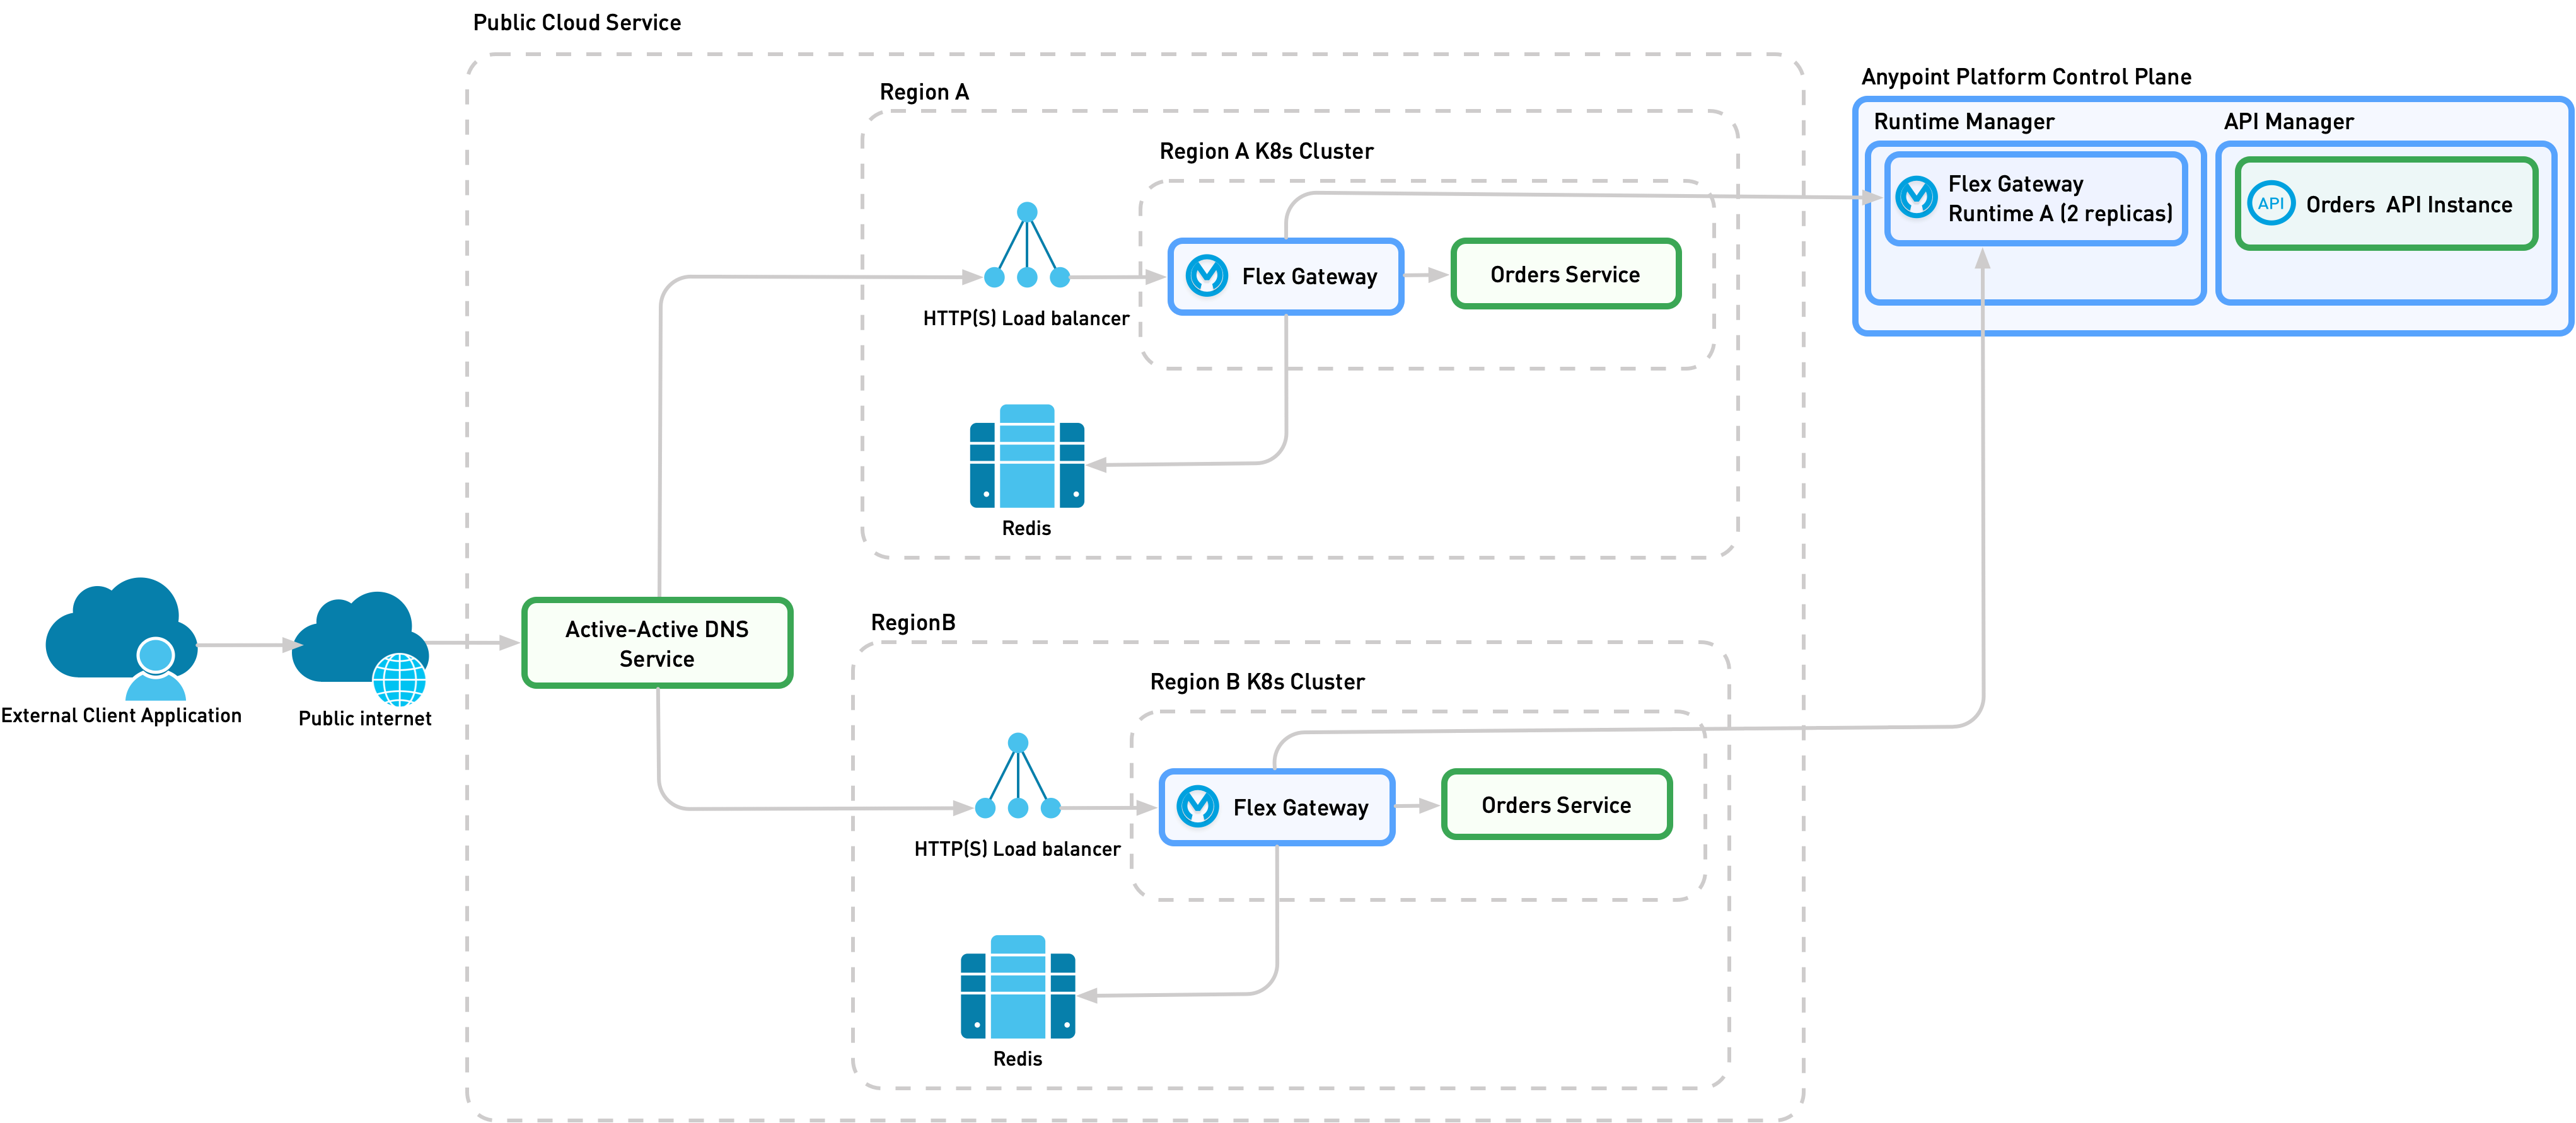 Public Cloud Service
Region A
Region A K8s Cluster
HTTP(S) Load balancer
Flex Gateway
Orders Service
Redis
Anypoint Platform Control Plane
Runtime Manager
API Manager
Flex Gateway
Runtime A (2 replicas)
API
Orders  API Instance
External Client Application
Public internet
Active-Active DNS
Service
RegionB
Region B K8s Cluster
HTTP(S) Load balancer
Flex Gateway
Orders Service
Redis